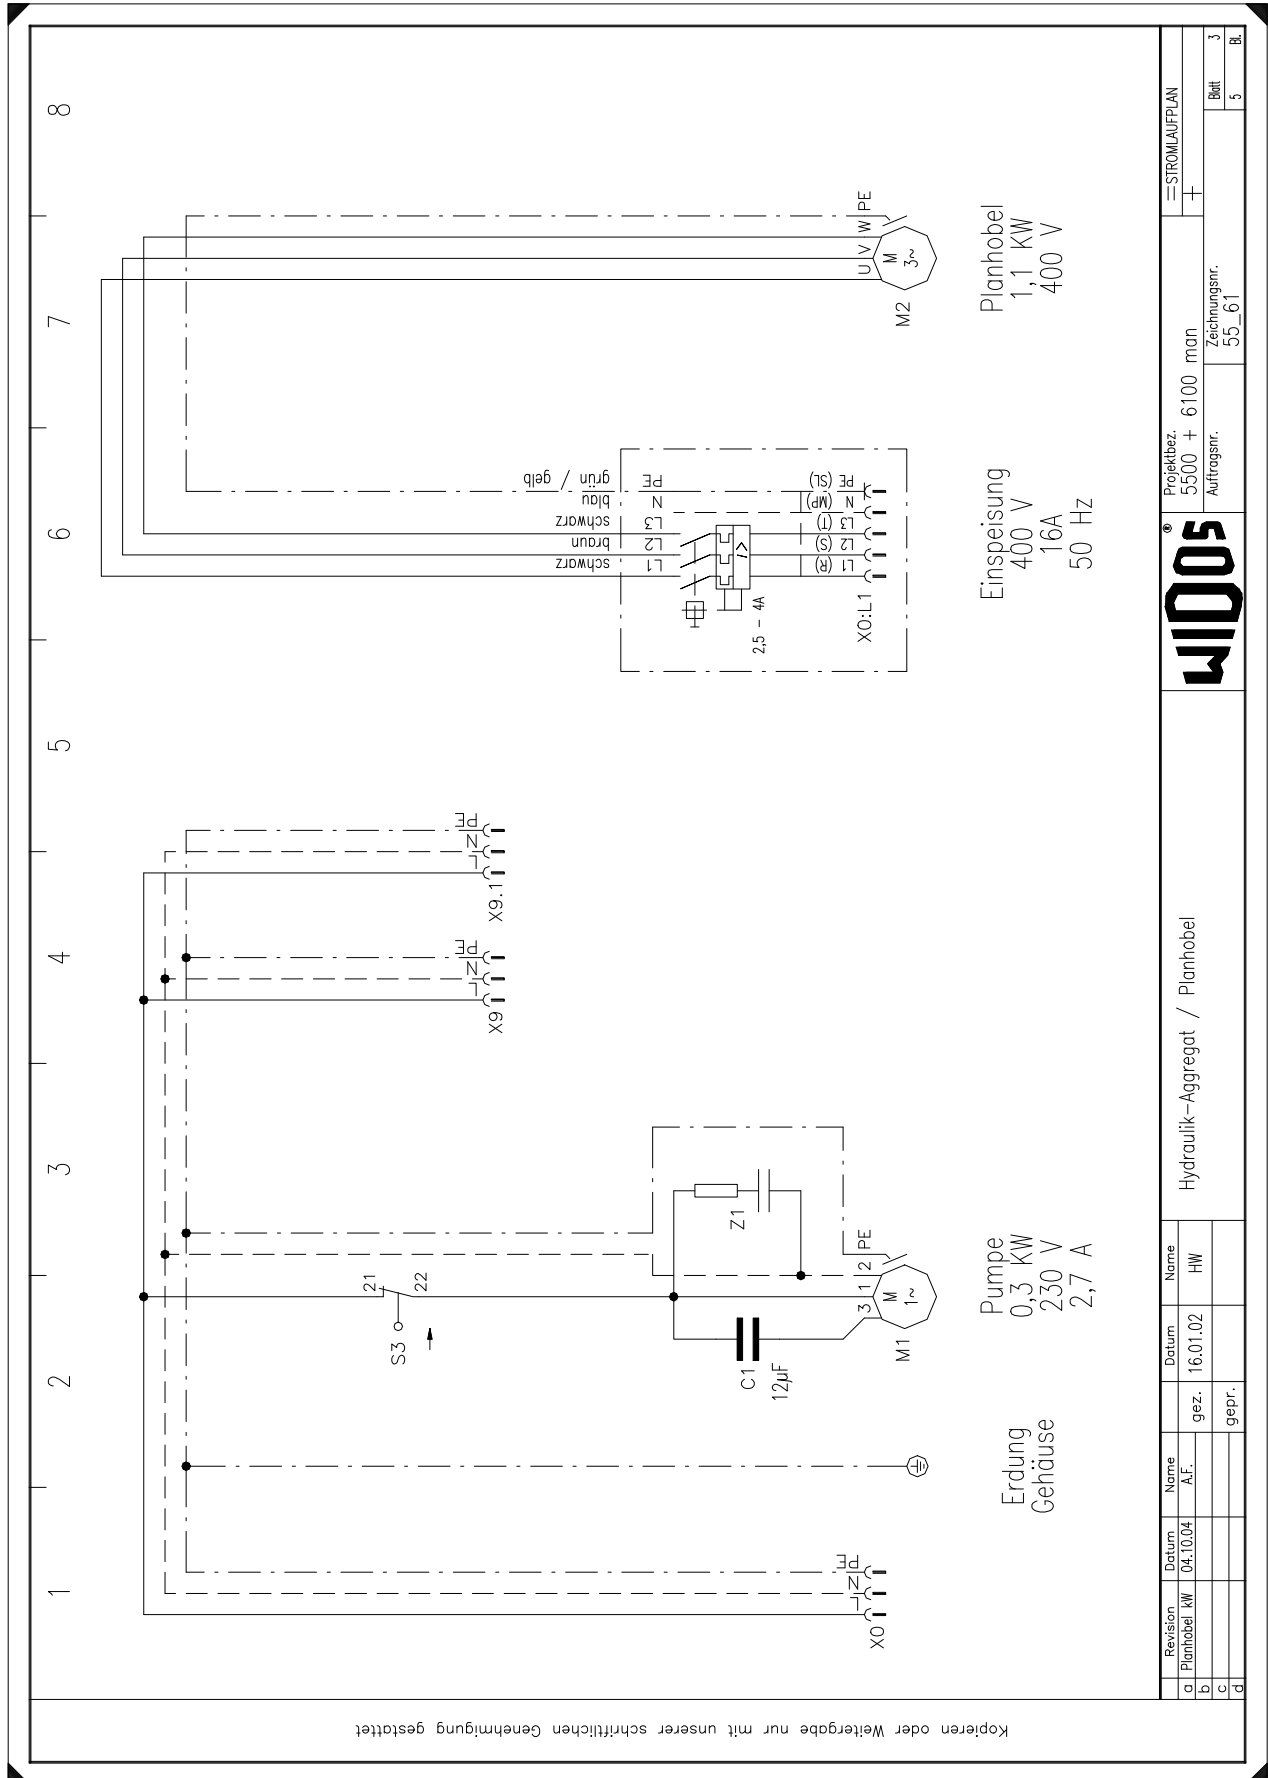 1
2
3
4
5
6
7
8
X0
L
N
PE
Erdung
Gehäuse
S3
21
22
C1
12µF
Z1
3
1
2
PE
M
1~
M1
Pumpe
0,3 KW
230 V
2,7 A
X9
L
N
PE
X9.1
L
N
PE
schwarz
braun
schwarz
blau
grün / gelb
L1
L2
L3
N
PE
I>
2,5 - 4A
L1 (R)
L2 (S)
L3 (T)
N (MP)
PE (SL)
X0:L1
Einspeisung
400 V
16A
50 Hz
U
V
W
PE
M
3~
M2
Planhobel
1,1 KW
400 V
Kopieren oder Weitergabe nur mit unserer schriftlichen Genehmigung gestattet
Revision
Datum
Name
Datum
Name
a
Planhobel kW
04.10.04
A.F.
gez.
16.01.02
HW
b
c
d
gepr.
Hydraulik-Aggregat / Planhobel
WIDOS®
Projektbez.
5500 + 6100 man
Auftragsnr.
Zeichnungsnr.
55_61
=STROMLAUFPLAN
+
Blatt 3
5 Bl.